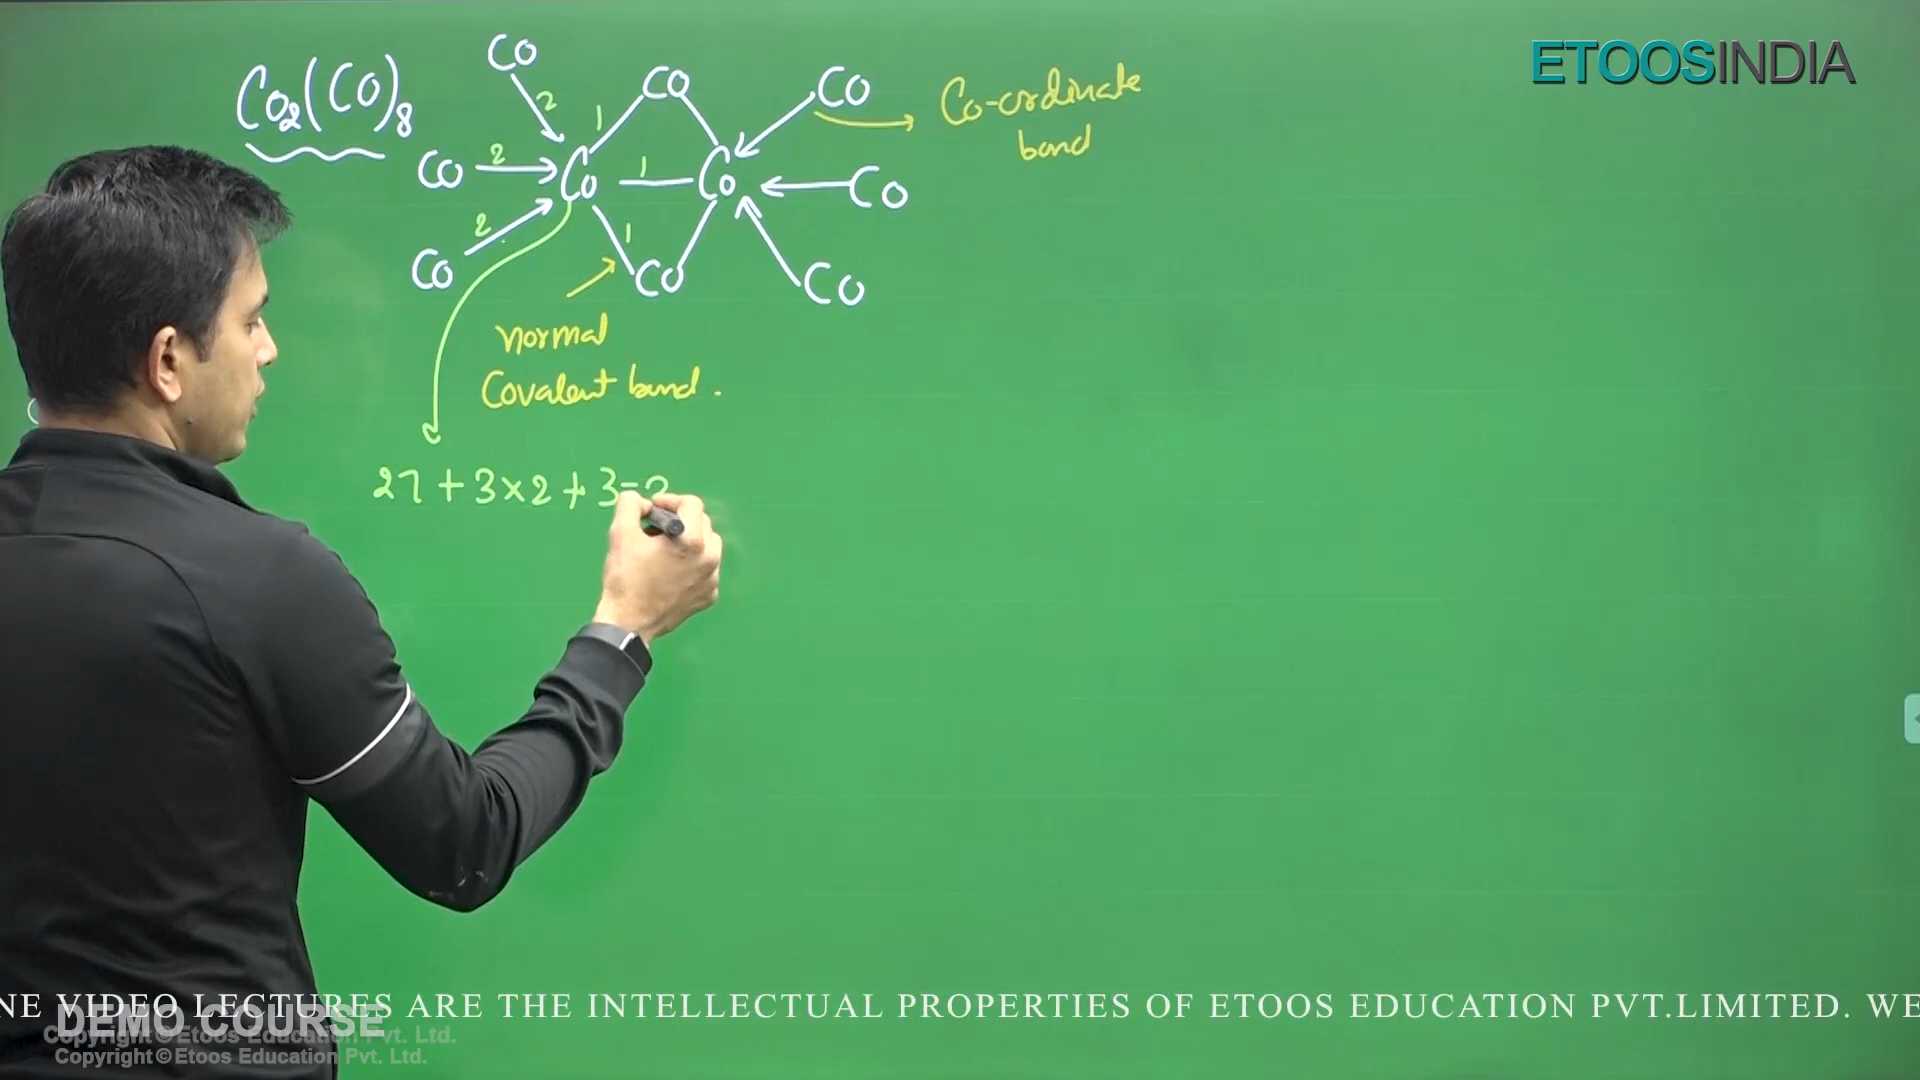 Co2(CO)8
CO
CO
CO
2
1
CO
2
Co
1
Co
CO
2
1
CO
CO
CO
Co-ordinate
bond
normal
Covalent bond.
27 + 3 × 2 + 3 =
ETOOSINDIA
NE VIDEO LECTURES ARE THE INTELLECTUAL PROPERTIES OF ETOOS EDUCATION PVT.LIMITED. WE
DEMO COURSE
Copyright © Etoos Education Pvt. Ltd.
Copyright © Etoos Education Pvt. Ltd.